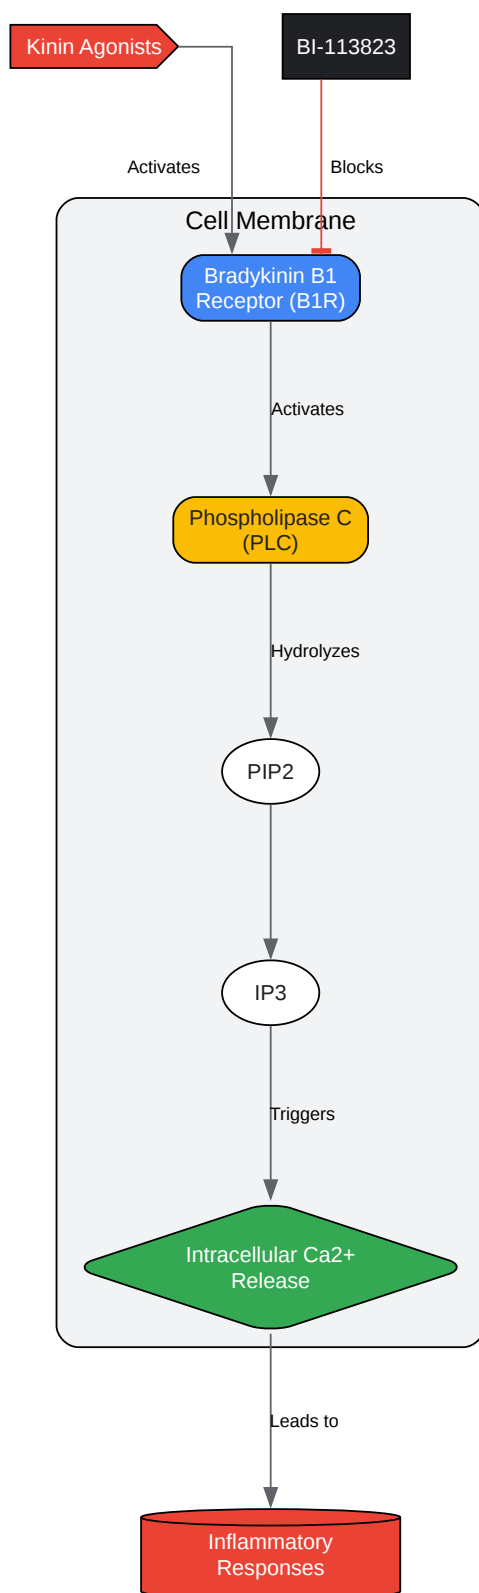 Kinin Agonists
BI-113823
Activates
Blocks
Cell Membrane
Bradykinin B1
Receptor (B1R)
Activates
Phospholipase C
(PLC)
Hydrolyzes
PIP2
IP3
Triggers
Intracellular Ca2+
Release
Leads to
Inflammatory
Responses